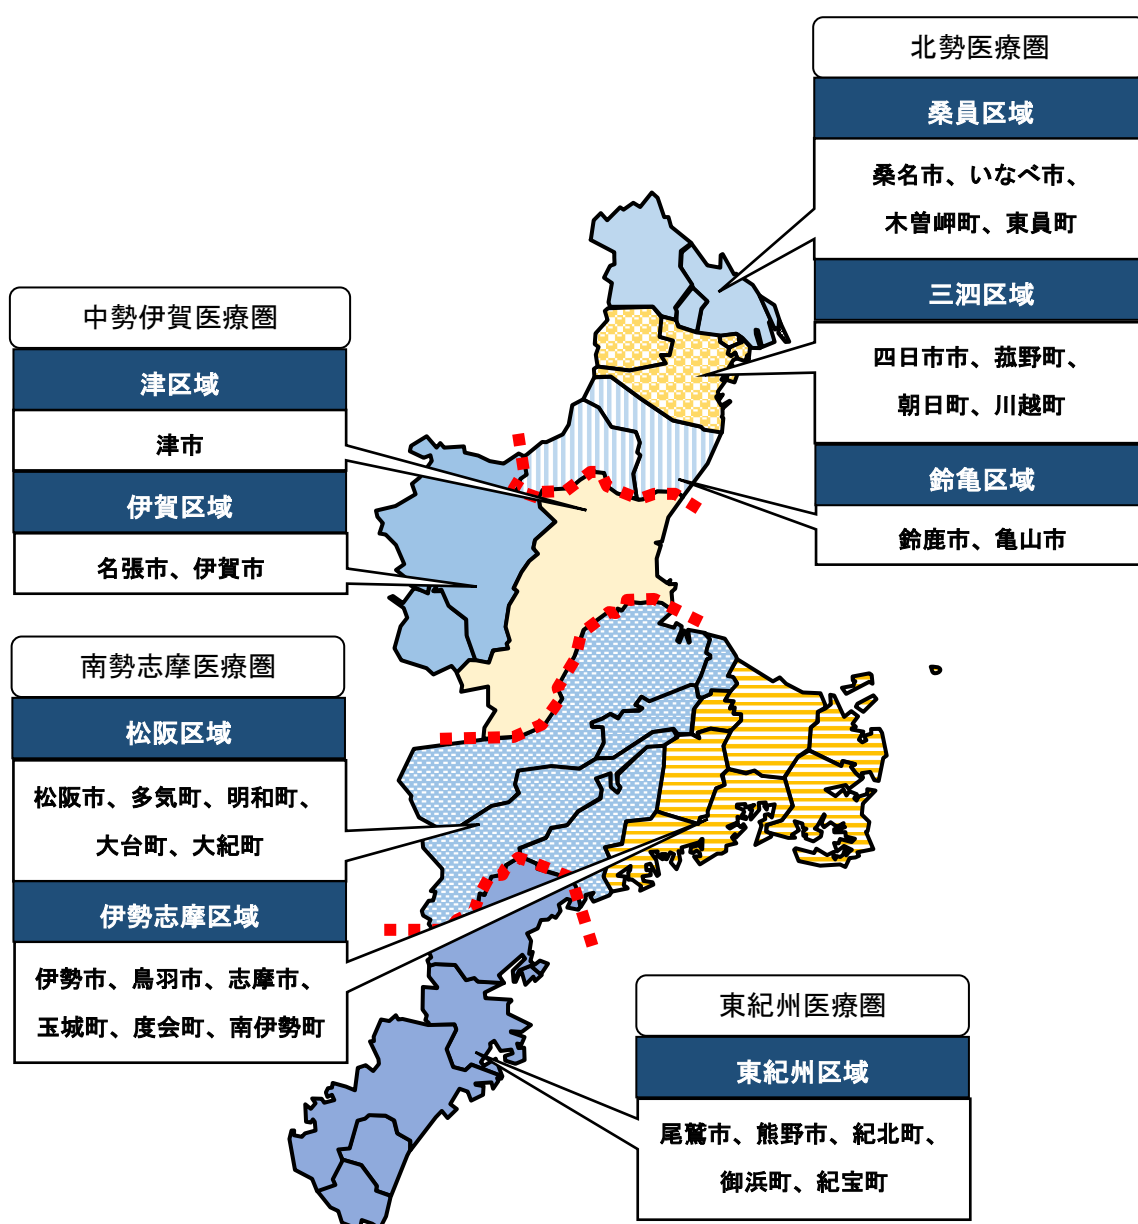 北勢医療圏
桑員区域
桑名市、いなべ市、
木曽岬町、東員町
三泗区域
四日市市、菰野町、
朝日町、川越町
鈴亀区域
鈴鹿市、亀山市
中勢伊賀医療圏
津区域
津市
伊賀区域
名張市、伊賀市
南勢志摩医療圏
松阪区域
松阪市、多気町、明和町、
大台町、大紀町
伊勢志摩区域
伊勢市、鳥羽市、志摩市、
玉城町、度会町、南伊勢町
東紀州医療圏
東紀州区域
尾鷲市、熊野市、紀北町、
御浜町、紀宝町